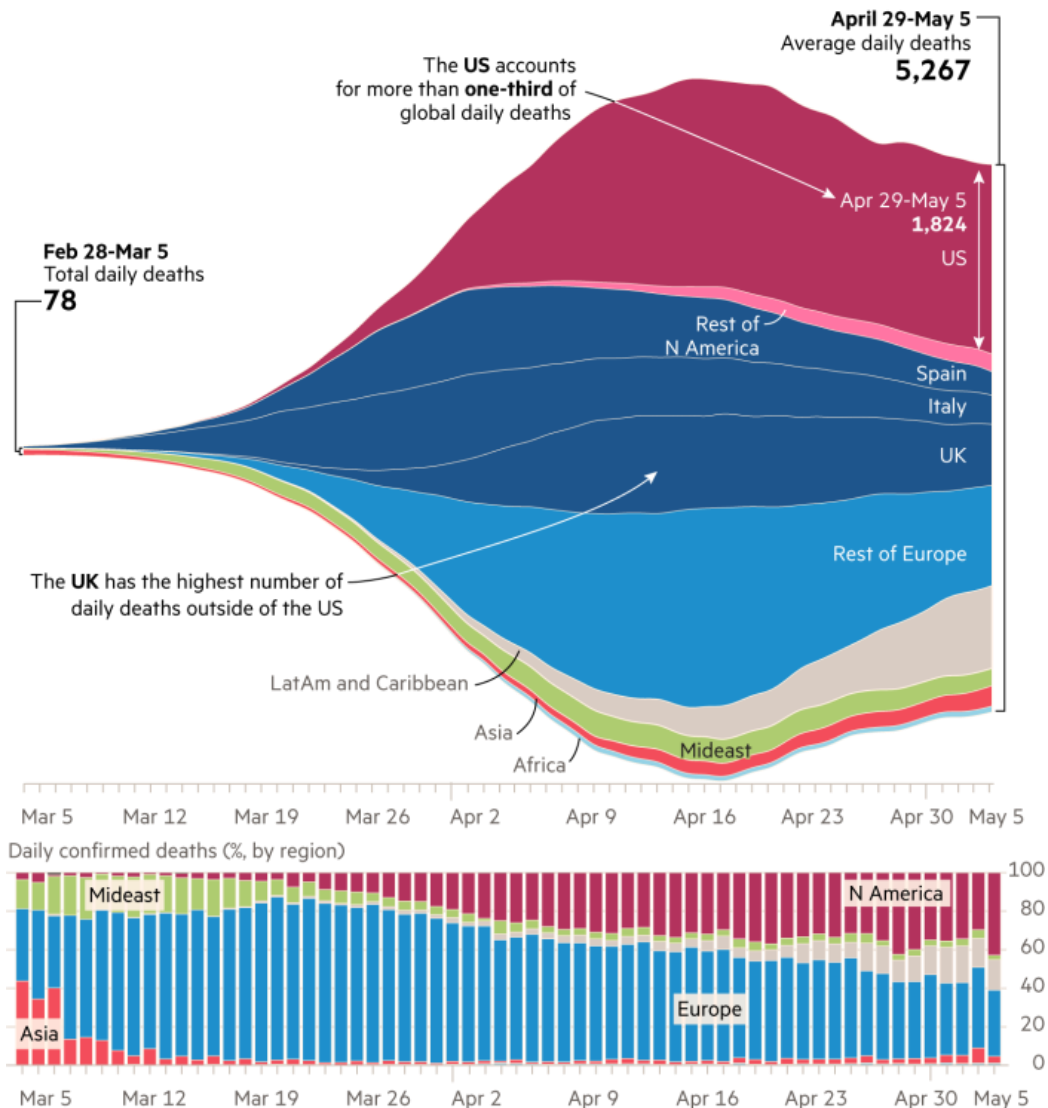 April 29-May 5
Average daily deaths
5,267
The US accounts
for more than one-third of
global daily deaths
Apr 29-May 5
1,824
US
Feb 28-Mar 5
Total daily deaths
78
Rest of
N America
Spain
Italy
UK
Rest of Europe
The UK has the highest number of
daily deaths outside of the US
LatAm and Caribbean
Asia
Mideast
Africa
Mar 5 Mar 12 Mar 19 Mar 26 Apr 2 Apr 9 Apr 16 Apr 23 Apr 30 May 5
Daily confirmed deaths (%, by region)
100
Mideast
N America
80
60
40
Europe
Asia
20
0
Mar 5 Mar 12 Mar 19 Mar 26 Apr 2 Apr 9 Apr 16 Apr 23 Apr 30 May 5